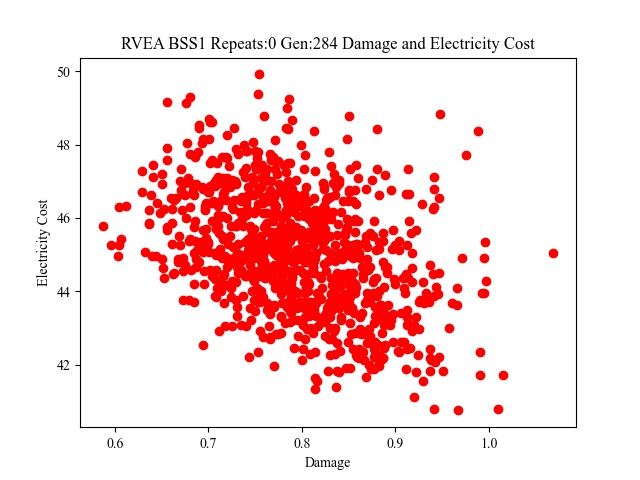 RVEA BSS1 Repeats:0 Gen:284 Damage and Electricity Cost
50
48
46
44
42
Electricity Cost
0.6 0.7 0.8 0.9 1.0
Damage